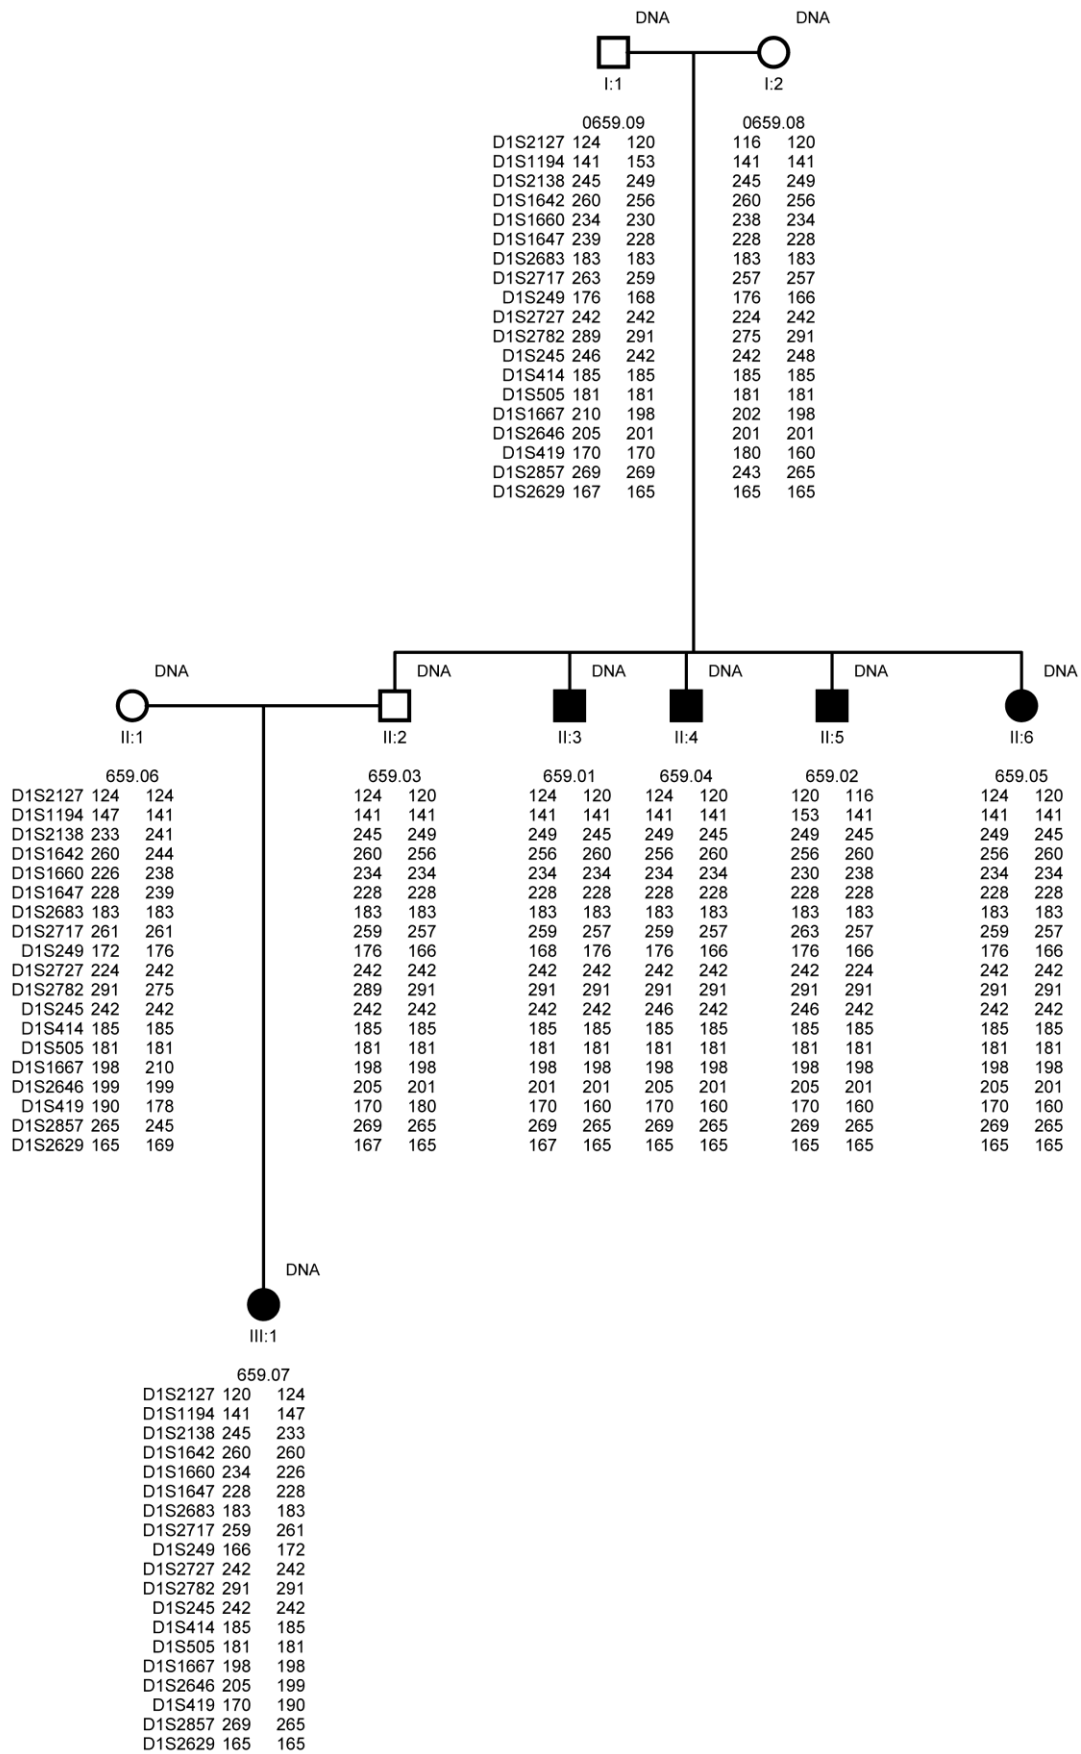 DNA DNA
I:1 I:2
0659.09 0659.08
D1S2127 124 120 116 120
D1S1194 141 153 141 141
D1S2138 245 249 245 249
D1S1642 260 256 260 256
D1S1660 234 230 238 234
D1S1647 239 228 228 228
D1S2683 183 183 183 183
D1S2717 263 259 257 257
D1S249 176 168 176 166
D1S2727 242 242 224 242
D1S2782 289 291 275 291
D1S245 246 242 242 248
D1S414 185 185 185 185
D1S505 181 181 181 181
D1S1667 210 198 202 198
D1S2646 205 201 201 201
D1S419 170 170 180 160
D1S2857 269 269 243 265
D1S2629 167 165 165 165
DNA DNA DNA DNA DNA DNA
II:1 II:2 II:3 II:4 II:5 II:6
659.06 659.03 659.01 659.04 659.02 659.05
D1S2127 124 124 124 120 124 120 124 120 120 116 124 120
D1S1194 147 141 141 141 141 141 141 141 153 141 141 141
D1S2138 233 241 245 249 249 245 249 245 249 245 249 245
D1S1642 260 244 260 256 256 260 256 260 256 260 256 260
D1S1660 226 238 234 234 234 234 234 234 230 238 234 234
D1S1647 228 239 228 228 228 228 228 228 228 228 228 228
D1S2683 183 183 183 183 183 183 183 183 183 183 183 183
D1S2717 261 261 259 257 259 257 259 257 263 257 259 257
D1S249 172 176 176 166 168 176 176 166 176 166 176 166
D1S2727 224 242 242 242 242 242 242 242 242 224 242 242
D1S2782 291 275 289 291 291 291 291 291 291 291 291 291
D1S245 242 242 242 242 242 242 246 242 246 242 242 242
D1S414 185 185 185 185 185 185 185 185 185 185 185 185
D1S505 181 181 181 181 181 181 181 181 181 181 181 181
D1S1667 198 210 198 198 198 198 198 198 198 198 198 198
D1S2646 199 199 205 201 201 201 205 201 205 201 205 201
D1S419 190 178 170 180 170 160 170 160 170 160 170 160
D1S2857 265 245 269 265 269 265 269 265 269 265 269 265
D1S2629 165 169 167 165 167 165 165 165 165 165 165 165
DNA
III:1
659.07
D1S2127 120 124
D1S1194 141 147
D1S2138 245 233
D1S1642 260 260
D1S1660 234 226
D1S1647 228 228
D1S2683 183 183
D1S2717 259 261
D1S249 166 172
D1S2727 242 242
D1S2782 291 291
D1S245 242 242
D1S414 185 185
D1S505 181 181
D1S1667 198 198
D1S2646 205 199
D1S419 170 190
D1S2857 269 265
D1S2629 165 165